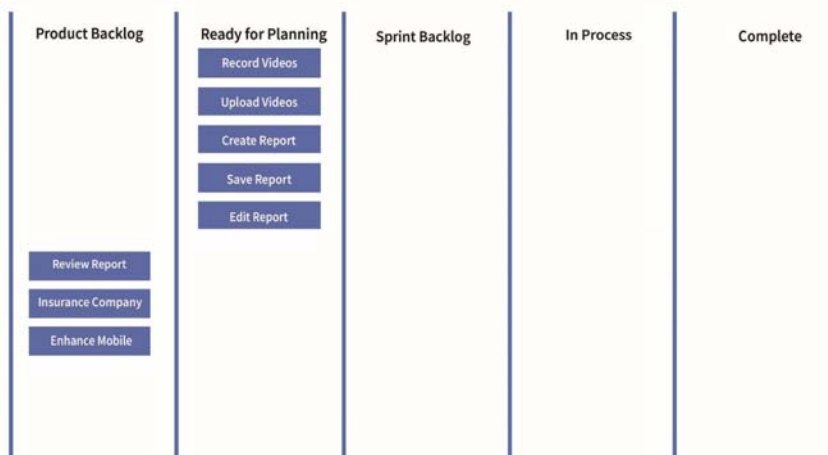 Product Backlog
Ready for Planning
Sprint Backlog
In Process
Complete
Record Videos
Upload Videos
Create Report
Save Report
Edit Report
Review Report
Insurance Company
Enhance Mobile